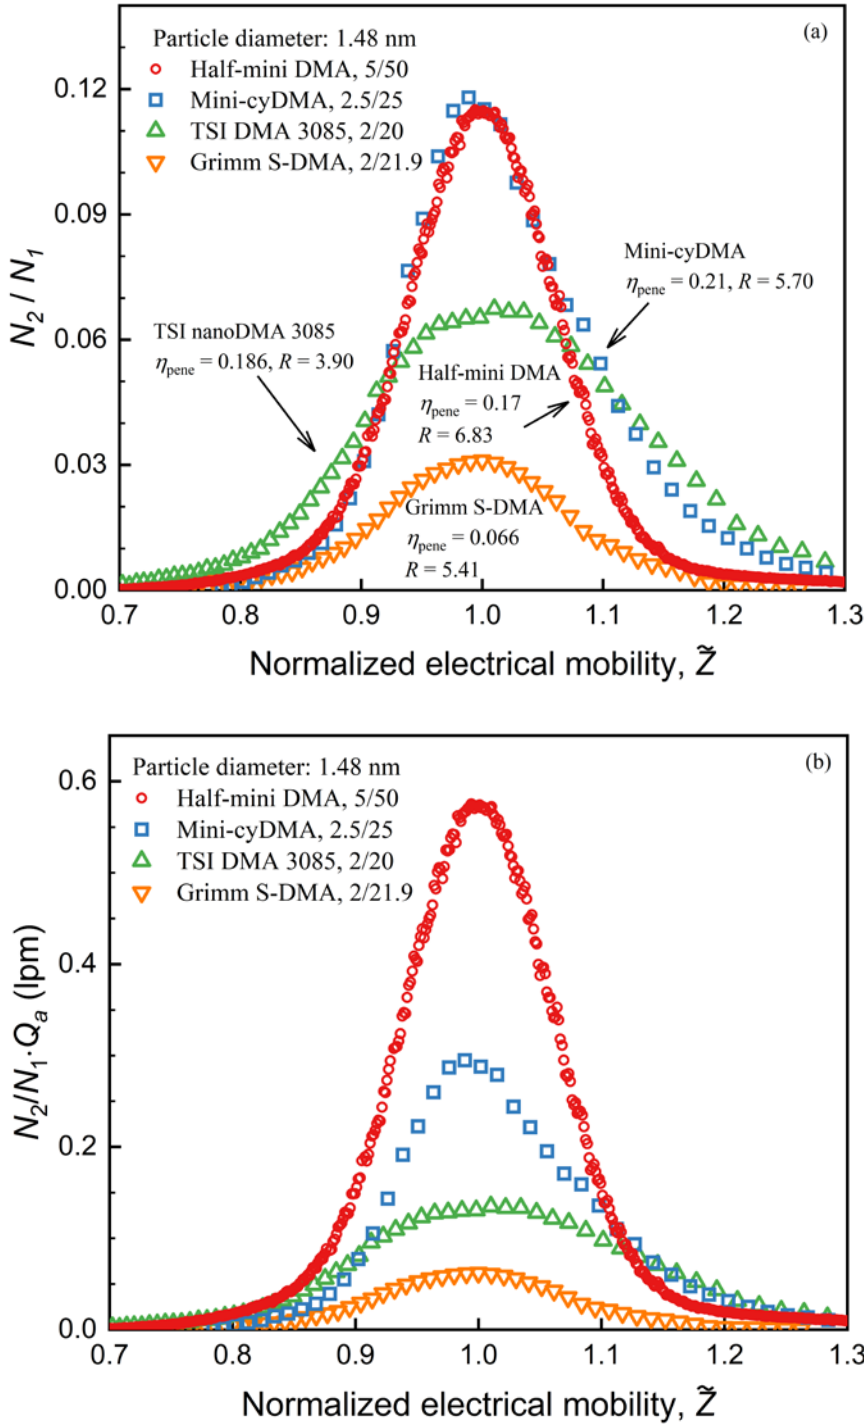 (a)
Particle diameter: 1.48 nm
Half-mini DMA, 5/50
Mini-cyDMA, 2.5/25
TSI DMA 3085, 2/20
Grimm S-DMA, 2/21.9
0.12
0.09
0.06
0.03
0.00
N₂ / N₁
Mini-cyDMA
η_pene = 0.21, R = 5.70
TSI nanoDMA 3085
η_pene = 0.186, R = 3.90
Half-mini DMA
η_pene = 0.17
R = 6.83
Grimm S-DMA
η_pene = 0.066
R = 5.41
0.7 0.8 0.9 1.0 1.1 1.2 1.3
Normalized electrical mobility, Z̃
(b)
Particle diameter: 1.48 nm
Half-mini DMA, 5/50
Mini-cyDMA, 2.5/25
TSI DMA 3085, 2/20
Grimm S-DMA, 2/21.9
0.6
0.4
0.2
0.0
N₂/N₁·Qₐ (lpm)
0.7 0.8 0.9 1.0 1.1 1.2 1.3
Normalized electrical mobility, Z̃